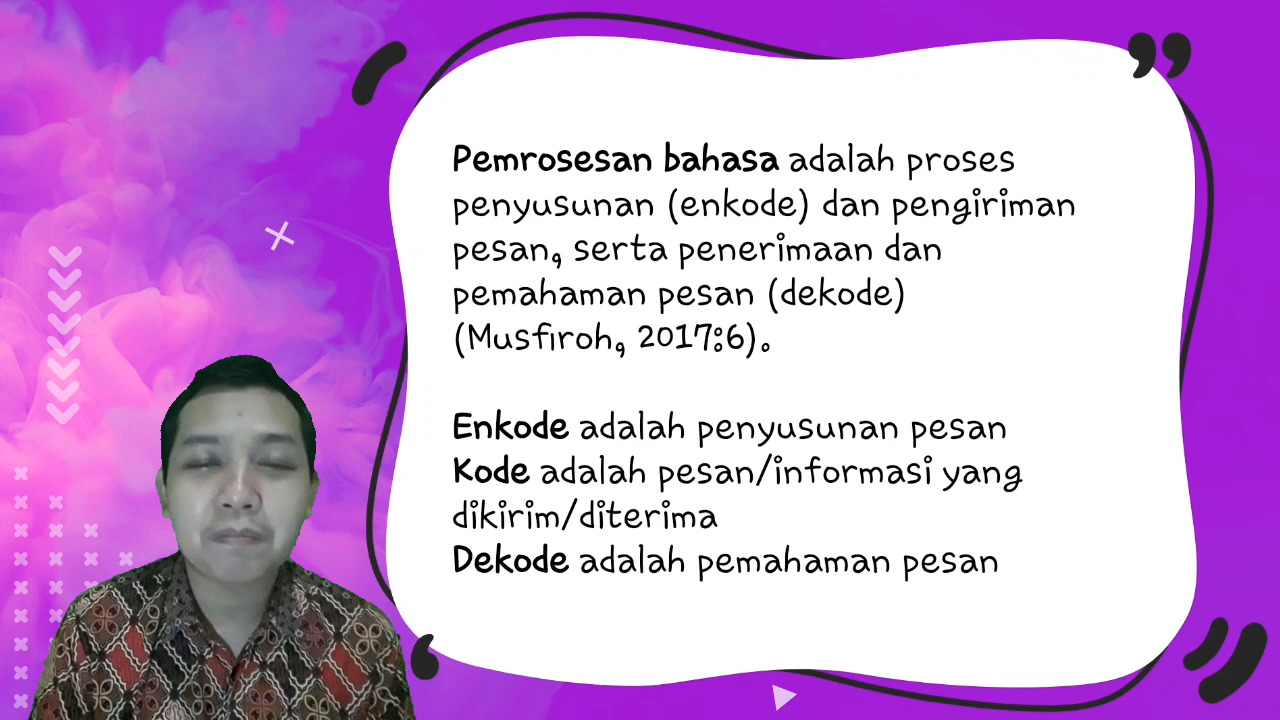 Pemrosesan bahasa adalah proses
penyusunan (enkode) dan pengiriman
pesan, serta penerimaan dan
pemahaman pesan (dekode)
(Musfiroh, 2017:6).
Enkode adalah penyusunan pesan
Kode adalah pesan/informasi yang
dikirim/diterima
Dekode adalah pemahaman pesan